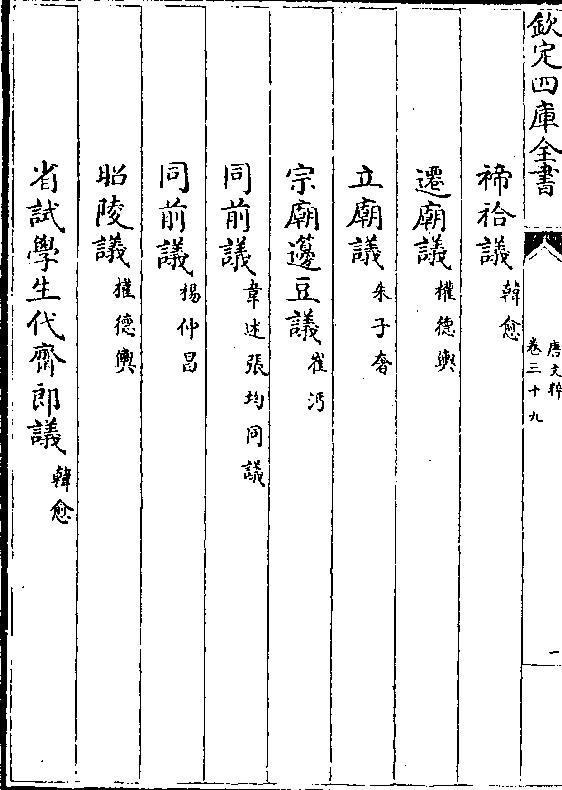 欽定四庫全書
唐文粹
卷三十九
一
禘祫議韓愈
遷廟議權德輿
立廟議朱子奢
宗廟籩豆議崔沔
同前議韋述張均同議
同前議楊仲昌
昭陵議權德輿
省試學生代齋郎議韓愈